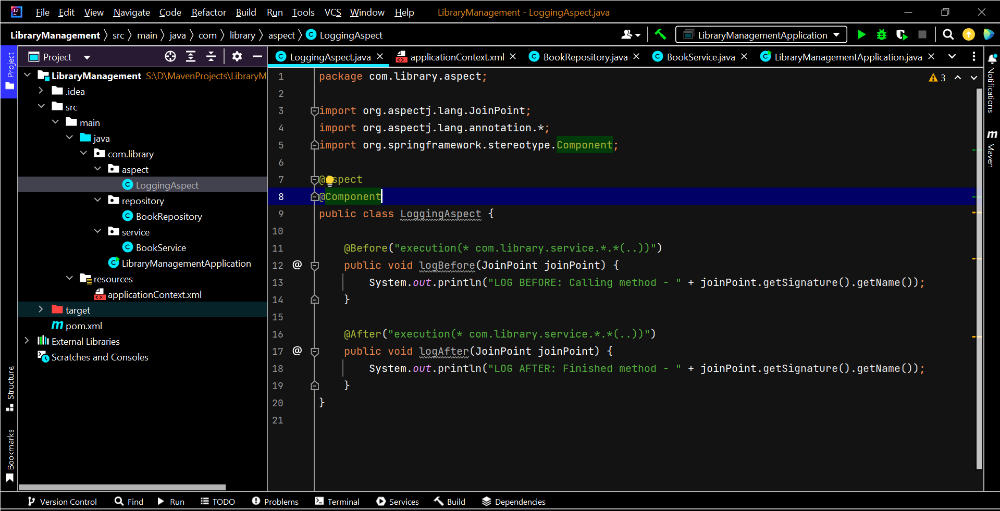 File Edit View Navigate Code Refactor Build Run Tools VCS Window Help LibraryManagement - LoggingAspect.java
LibraryManagement src main java com library aspect LoggingAspect LibraryManagementApplication
Project
Project
LoggingAspect.java applicationContext.xml BookRepository.java BookService.java LibraryManagementApplication.java
LibraryManagement S:\D\MavenProjects\LibraryM
.idea
src
main
java
com.library
aspect
LoggingAspect
repository
BookRepository
service
BookService
LibraryManagementApplication
resources
applicationContext.xml
target
pom.xml
External Libraries
Scratches and Consoles
Structure
Bookmarks
3
1 package com.library.aspect;
2
3 import org.aspectj.lang.JoinPoint;
4 import org.aspectj.lang.annotation.*;
5 import org.springframework.stereotype.Component;
6
7 @Aspect
8 @Component
9 public class LoggingAspect {
10
11 @Before("execution(* com.library.service.*.*(..))")
12 @ public void logBefore(JoinPoint joinPoint) {
13 System.out.println("LOG BEFORE: Calling method - " + joinPoint.getSignature().getName());
14 }
15
16 @After("execution(* com.library.service.*.*(..))")
17 @ public void logAfter(JoinPoint joinPoint) {
18 System.out.println("LOG AFTER: Finished method - " + joinPoint.getSignature().getName());
19 }
20 }
21
Notifications
m Maven
Version Control Find Run TODO Problems Terminal Services Build Dependencies